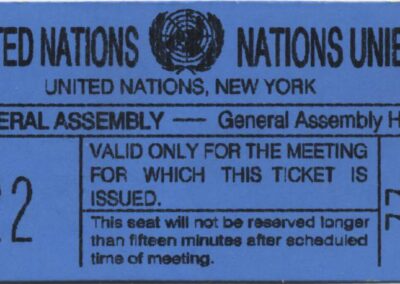 TED NATIONS NATIONS UNIE
UNITED NATIONS, NEW YORK
ERAL ASSEMBLY — General Assembly H
VALID ONLY FOR THE MEETING
FOR WHICH THIS TICKET IS
ISSUED.
2
This seat will not be reserved longer
than fifteen minutes after scheduled
time of meeting.